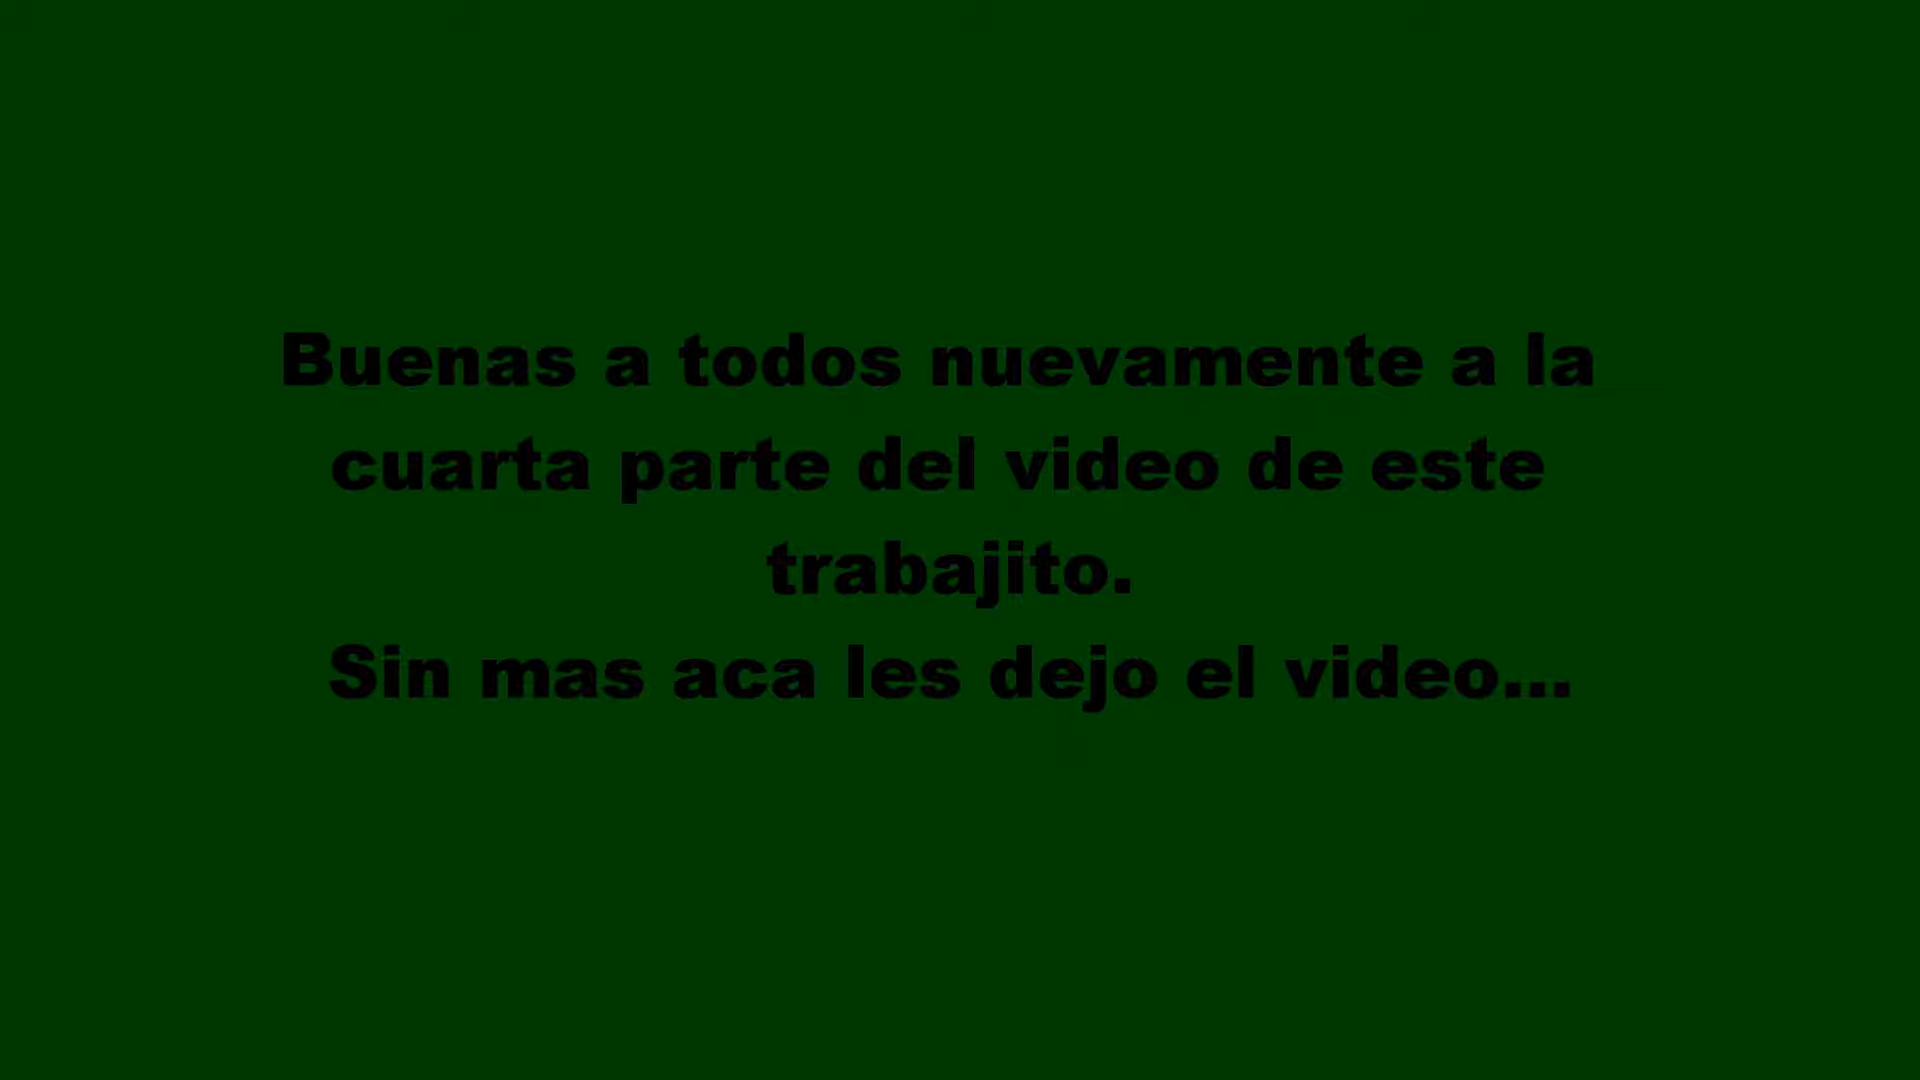 Buenas a todos nuevamente a la
cuarta parte del video de este
trabajito.
Sin mas aca les dejo el video...